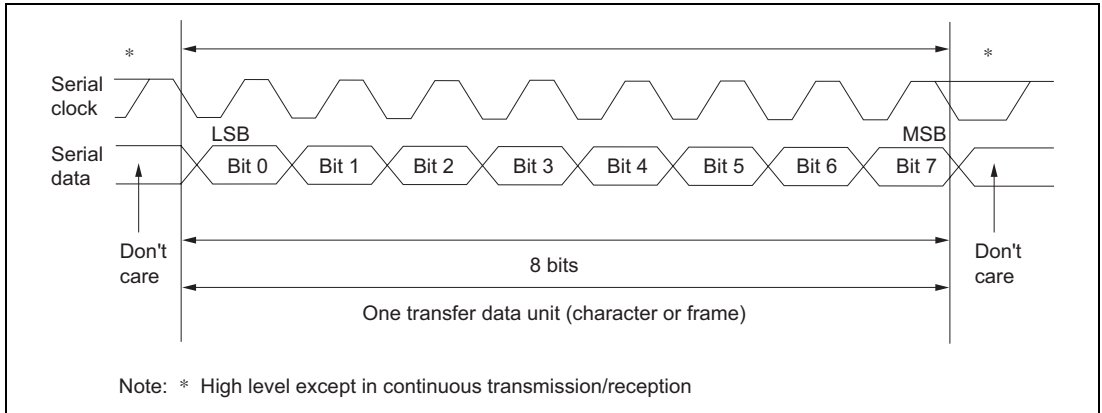 * *
Serial
clock
LSB MSB
Serial
data
Bit 0 Bit 1 Bit 2 Bit 3 Bit 4 Bit 5 Bit 6 Bit 7
Don't
care
Don't
care
8 bits
One transfer data unit (character or frame)
Note: * High level except in continuous transmission/reception